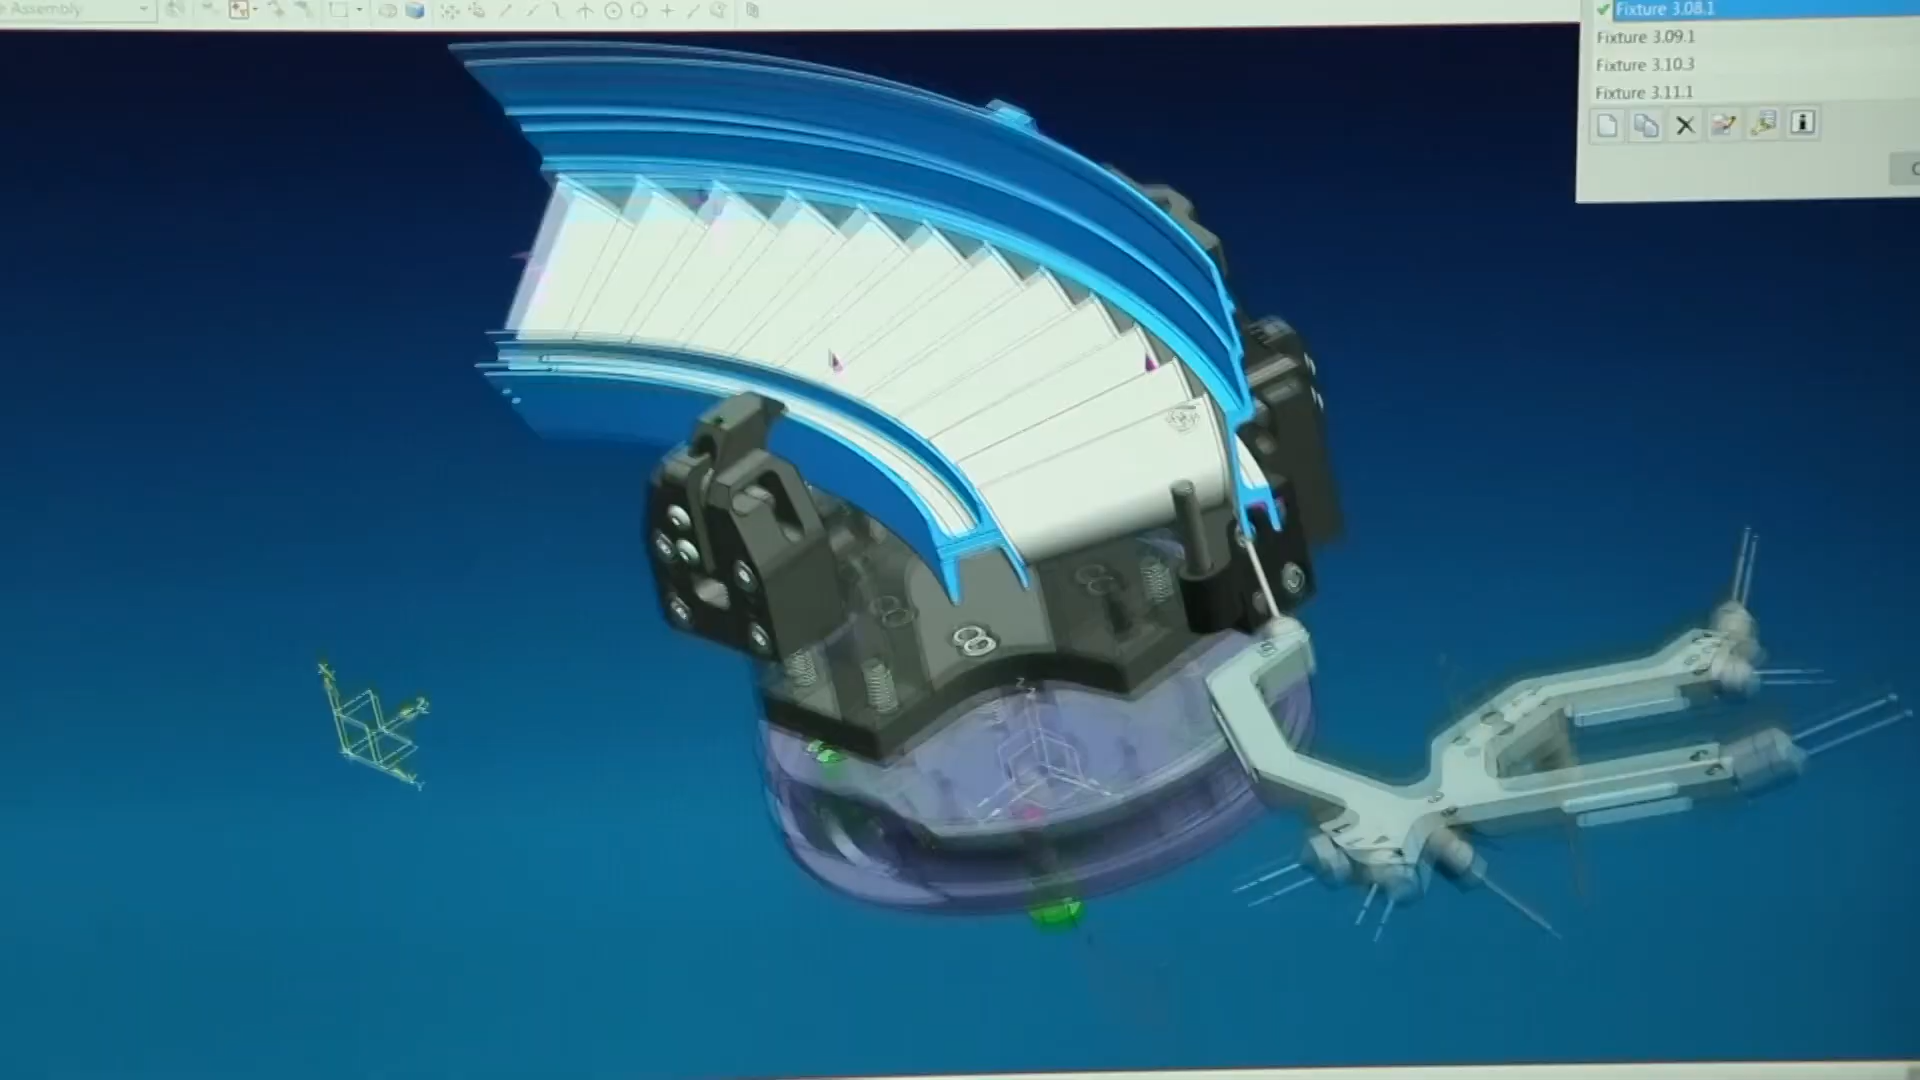 Assembly
Fixture 3.08.1
Fixture 3.09.1
Fixture 3.10.3
Fixture 3.11.1